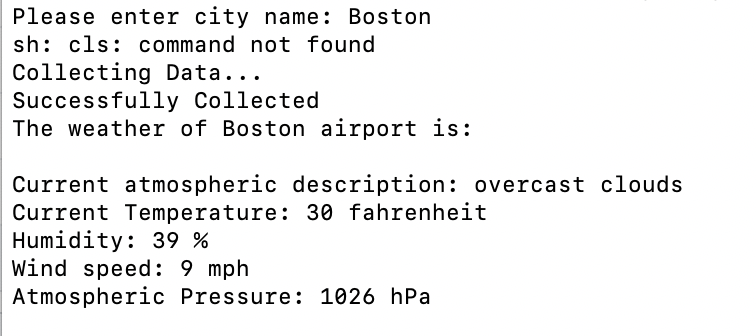 Please enter city name: Boston
sh: cls: command not found
Collecting Data...
Successfully Collected
The weather of Boston airport is:
Current atmospheric description: overcast clouds
Current Temperature: 30 fahrenheit
Humidity: 39 %
Wind speed: 9 mph
Atmospheric Pressure: 1026 hPa